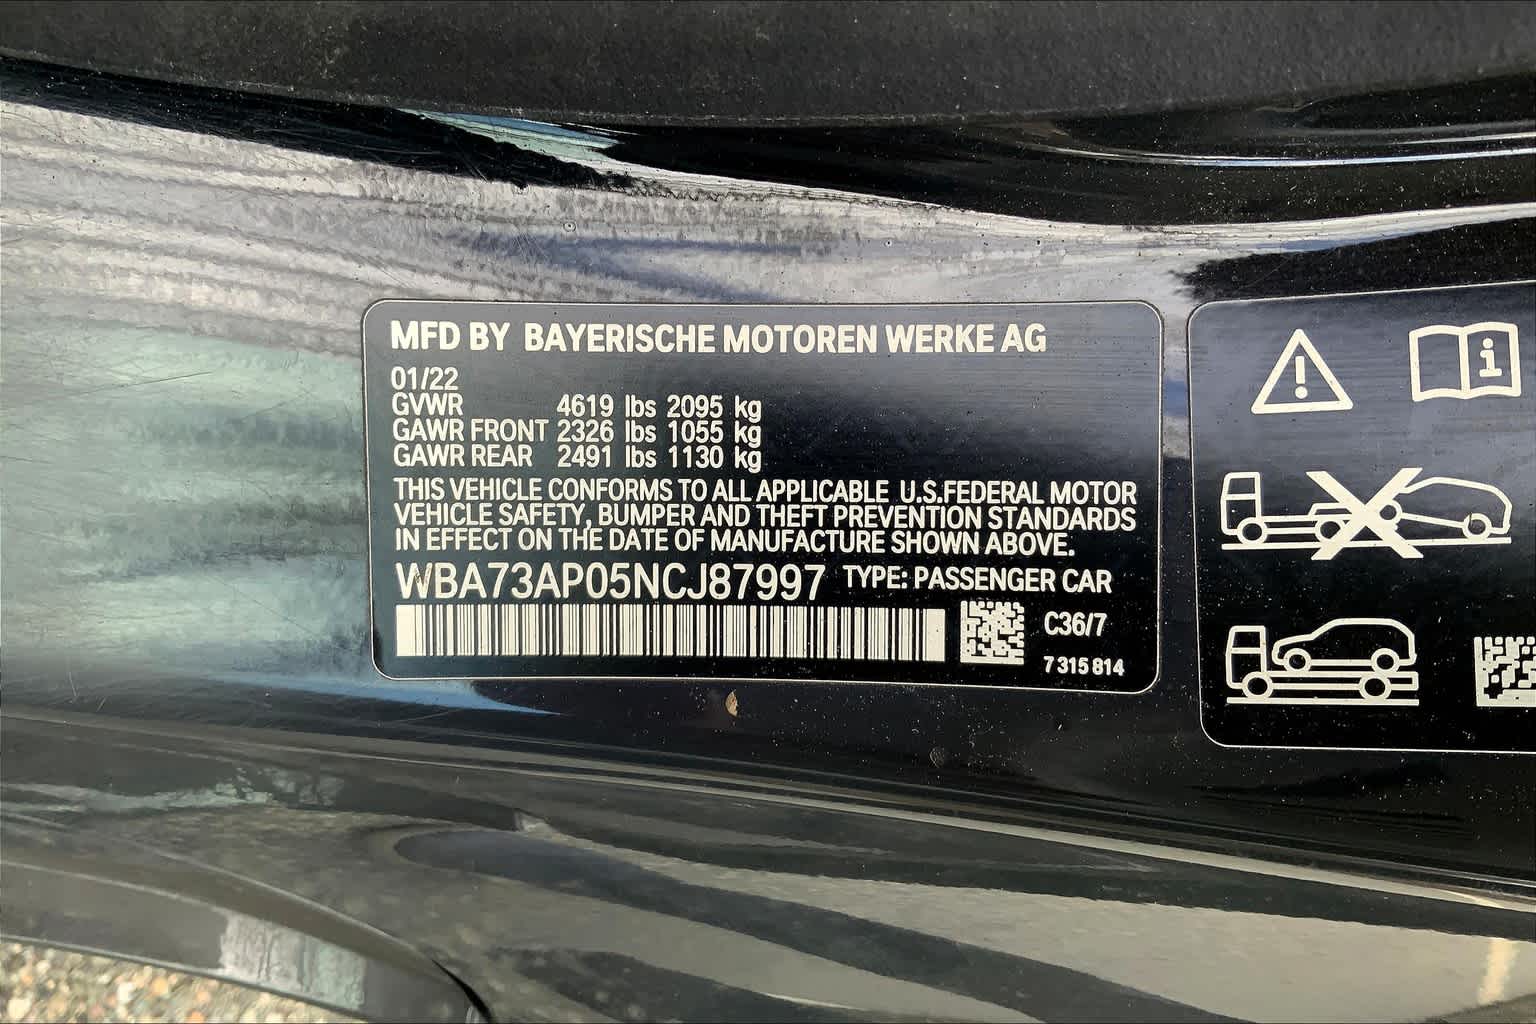 MFD BY BAYERISCHE MOTOREN WERKE AG
01/22
GVWR 4619 lbs 2095 kg
GAWR FRONT 2326 lbs 1055 kg
GAWR REAR 2491 lbs 1130 kg
THIS VEHICLE CONFORMS TO ALL APPLICABLE U.S.FEDERAL MOTOR
VEHICLE SAFETY, BUMPER AND THEFT PREVENTION STANDARDS
IN EFFECT ON THE DATE OF MANUFACTURE SHOWN ABOVE.
WBA73AP05NCJ87997 TYPE: PASSENGER CAR
C36/7
7 315 814